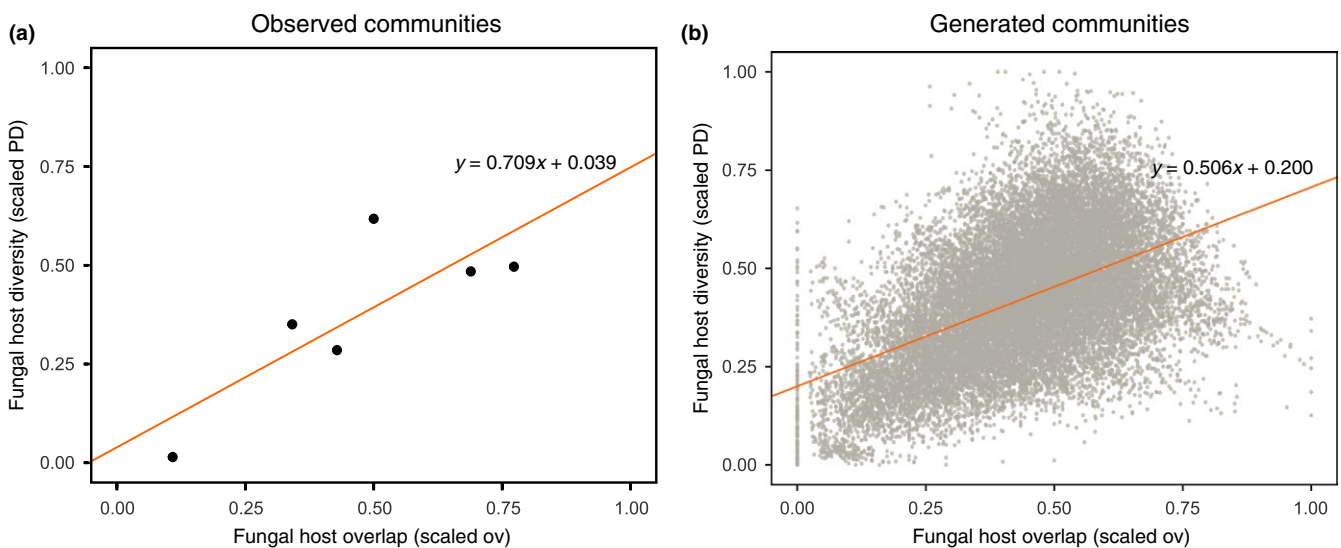 (a)
Observed communities
1.00
0.75
0.50
0.25
0.00
Fungal host diversity (scaled PD)
y = 0.709x + 0.039
0.00 0.25 0.50 0.75 1.00
Fungal host overlap (scaled ov)
(b)
Generated communities
1.00
0.75
0.50
0.25
0.00
Fungal host diversity (scaled PD)
y = 0.506x + 0.200
0.00 0.25 0.50 0.75 1.00
Fungal host overlap (scaled ov)